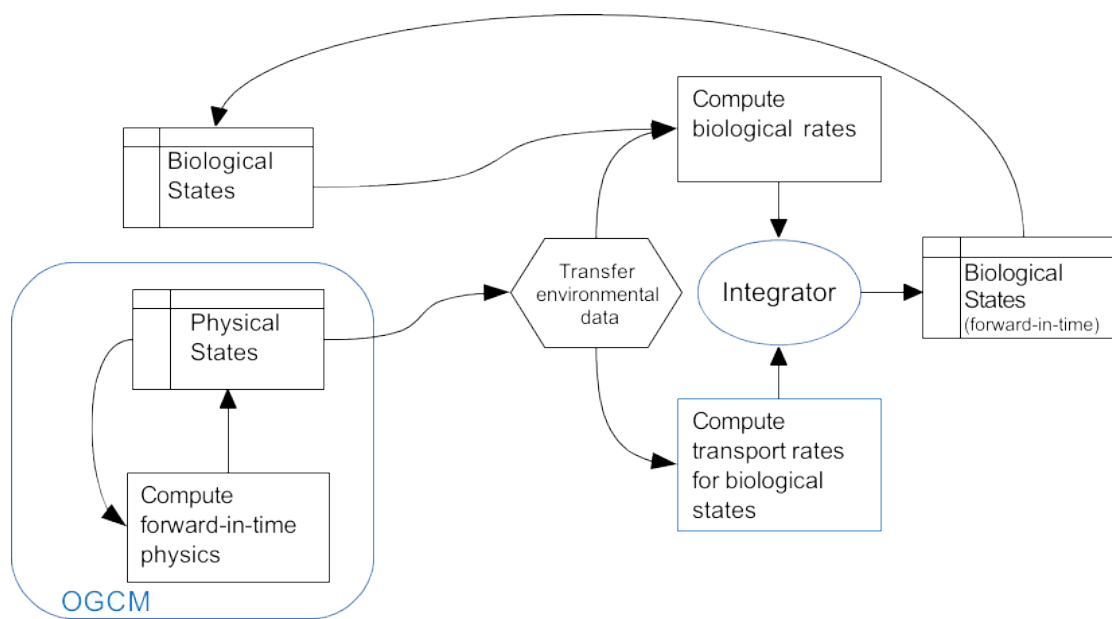 Compute
biological rates
Biological
States
Transfer
environmental
data
Integrator
Biological
States
(forward-in-time)
Physical
States
Compute
transport rates
for biological
states
Compute
forward-in-time
physics
OGCM